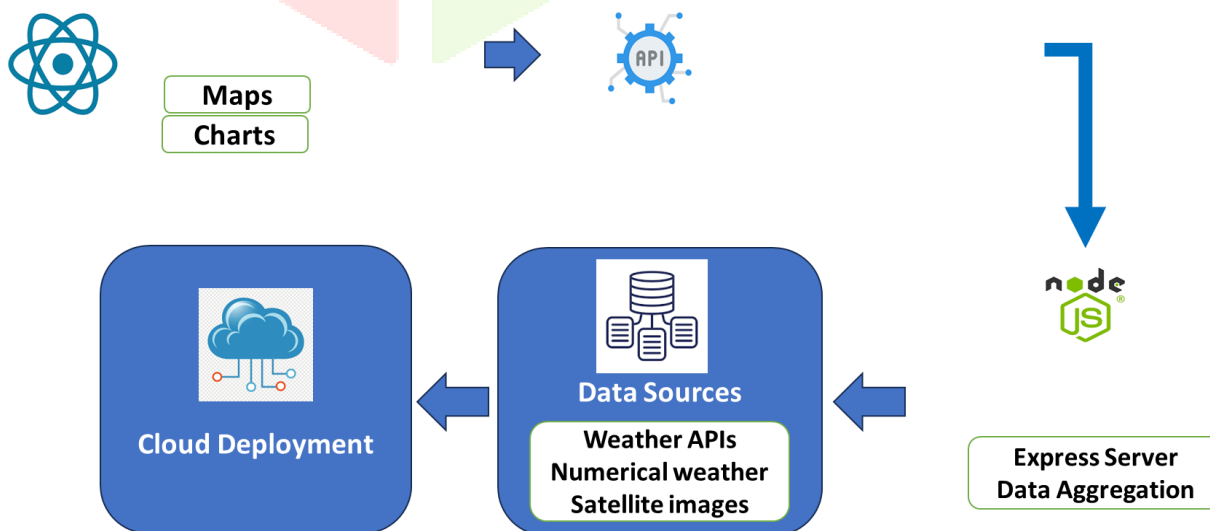 Maps
Charts
API
node
JS
®
Data Sources
Cloud Deployment
Weather APIs
Numerical weather
Satellite images
Express Server
Data Aggregation